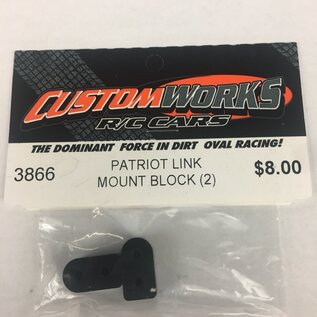 CUSTOMWORKS
R/C CARS
THE DOMINANT FORCE IN DIRT OVAL RACING!
3866
PATRIOT LINK
MOUNT BLOCK (2)
$8.00